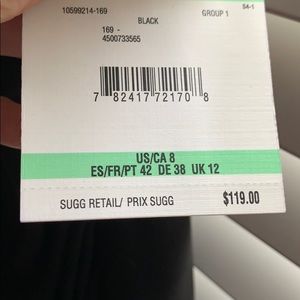 10599214-169 GROUP 1 S4-1
BLACK
169 -
4500733565
7 82417 72170 8
US/CA 8
ES/FR/PT 42 DE 38 UK 12
SUGG RETAIL/ PRIX SUGG $119.00